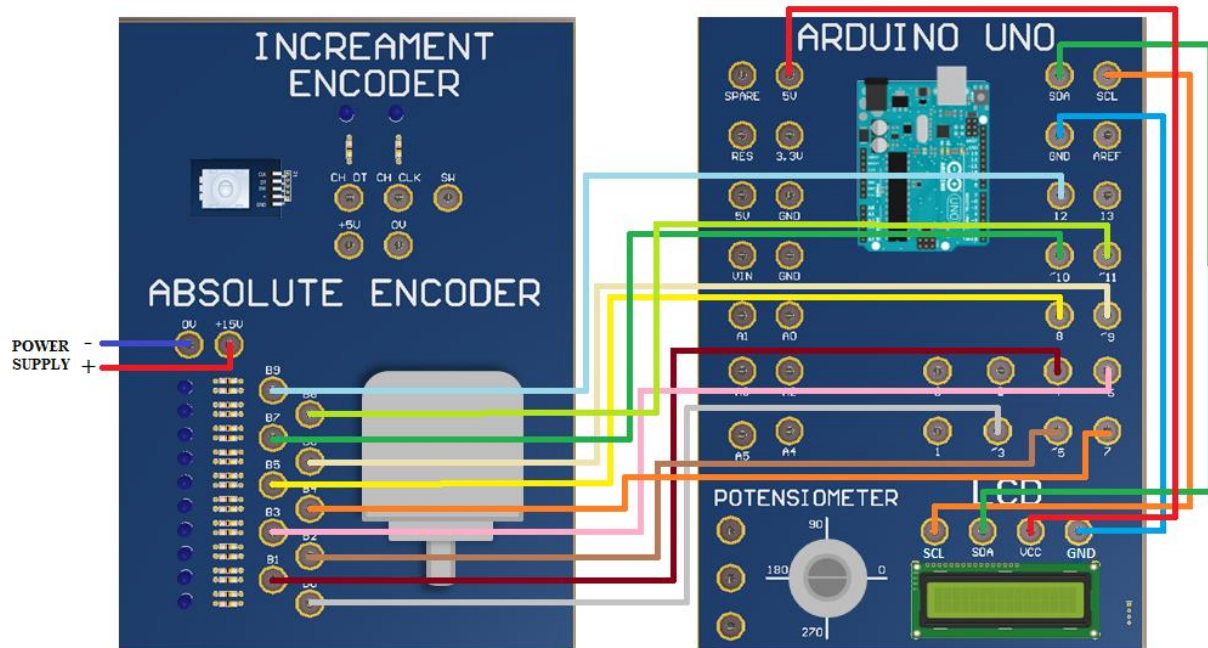 INCREAMENT
ENCODER
CH DT CH CLK SW
+5V 0V
ABSOLUTE ENCODER
0V +15V
POWER -
SUPPLY +
B9
B7
B5
B4
B3
B2
B1
ARDUINO UNO
SPARE 5V
SDA SCL
RES 3.3V
GND AREF
5V GND
12 13
VIN GND
~10 ~11
A1 A0
8 ~9
A2
A5 A4
1 ~3 ~5 7
POTENSIOMETER
LCD
SCL SDA VCC GND
90
180 0
270